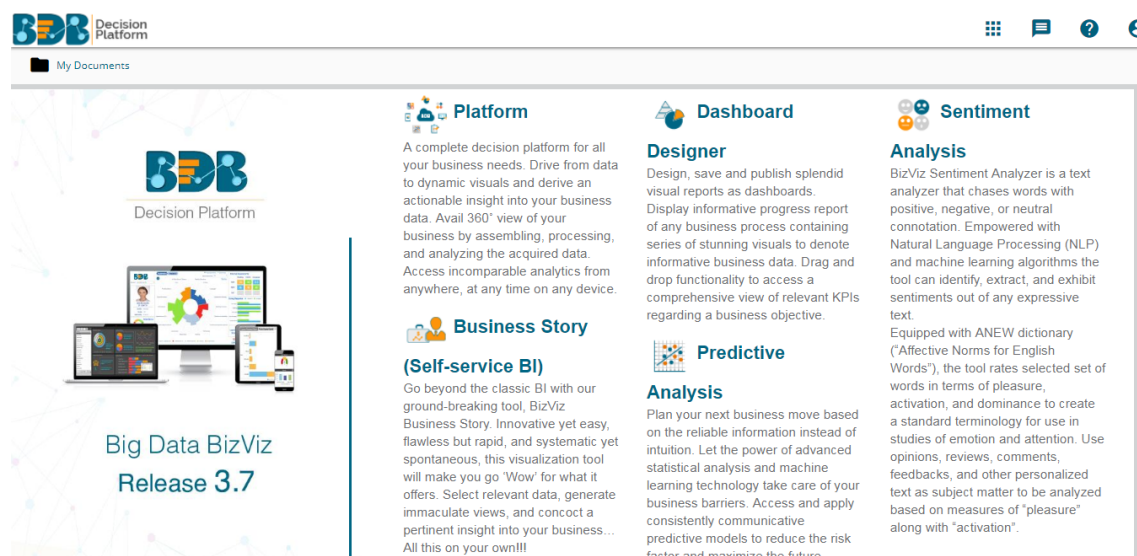 BDB Decision
Platform
My Documents
BDB
Decision Platform
Big Data BizViz
Release 3.7
Platform
A complete decision platform for all
your business needs. Drive from data
to dynamic visuals and derive an
actionable insight into your business
data. Avail 360° view of your
business by assembling, processing,
and analyzing the acquired data.
Access incomparable analytics from
anywhere, at any time on any device.
Business Story
(Self-service BI)
Go beyond the classic BI with our
ground-breaking tool, BizViz
Business Story. Innovative yet easy,
flawless but rapid, and systematic yet
spontaneous, this visualization tool
will make you go 'Wow' for what it
offers. Select relevant data, generate
immaculate views, and concoct a
pertinent insight into your business…
All this on your own!!!
Dashboard
Designer
Design, save and publish splendid
visual reports as dashboards.
Display informative progress report
of any business process containing
series of stunning visuals to denote
informative business data. Drag and
drop functionality to access a
comprehensive view of relevant KPIs
regarding a business objective.
Predictive
Analysis
Plan your next business move based
on the reliable information instead of
intuition. Let the power of advanced
statistical analysis and machine
learning technology take care of your
business barriers. Access and apply
consistently communicative
predictive models to reduce the risk
factor and maximize the future
Sentiment
Analysis
BizViz Sentiment Analyzer is a text
analyzer that chases words with
positive, negative, or neutral
connotation. Empowered with
Natural Language Processing (NLP)
and machine learning algorithms the
tool can identify, extract, and exhibit
sentiments out of any expressive
text.
Equipped with ANEW dictionary
("Affective Norms for English
Words"), the tool rates selected set of
words in terms of pleasure,
activation, and dominance to create
a standard terminology for use in
studies of emotion and attention. Use
opinions, reviews, comments,
feedbacks, and other personalized
text as subject matter to be analyzed
based on measures of "pleasure"
along with "activation".